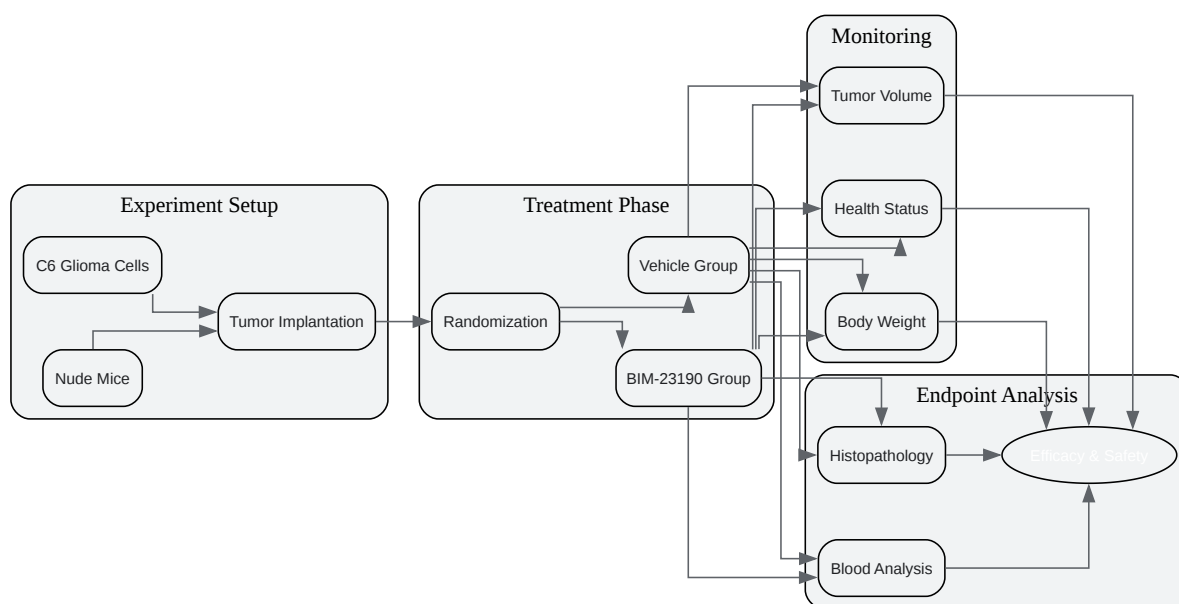 Experiment Setup
C6 Glioma Cells
Nude Mice
Tumor Implantation
Treatment Phase
Randomization
Vehicle Group
BIM-23190 Group
Monitoring
Tumor Volume
Health Status
Body Weight
Endpoint Analysis
Histopathology
Blood Analysis
Efficacy & Safety